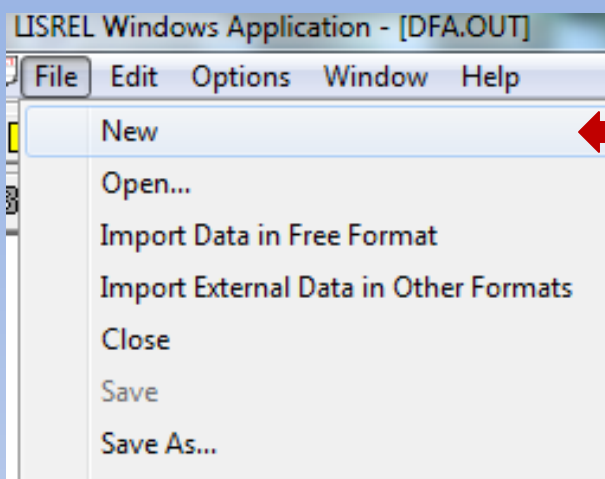 LISREL Windows Application - [DFA.OUT]
File Edit Options Window Help
New
Open...
Import Data in Free Format
Import External Data in Other Formats
Close
Save
Save As...